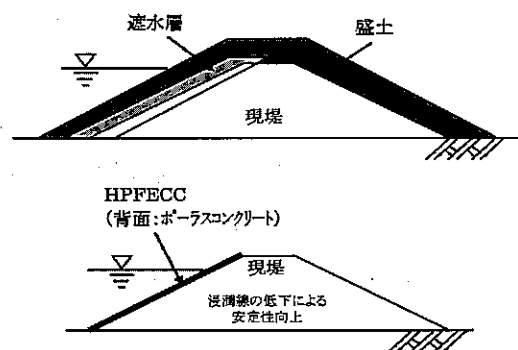 遮水層
盛土
現堤
HPFECC
(背面:ポーラスコンクリート)
現堤
浸潤線の低下による
安定性向上